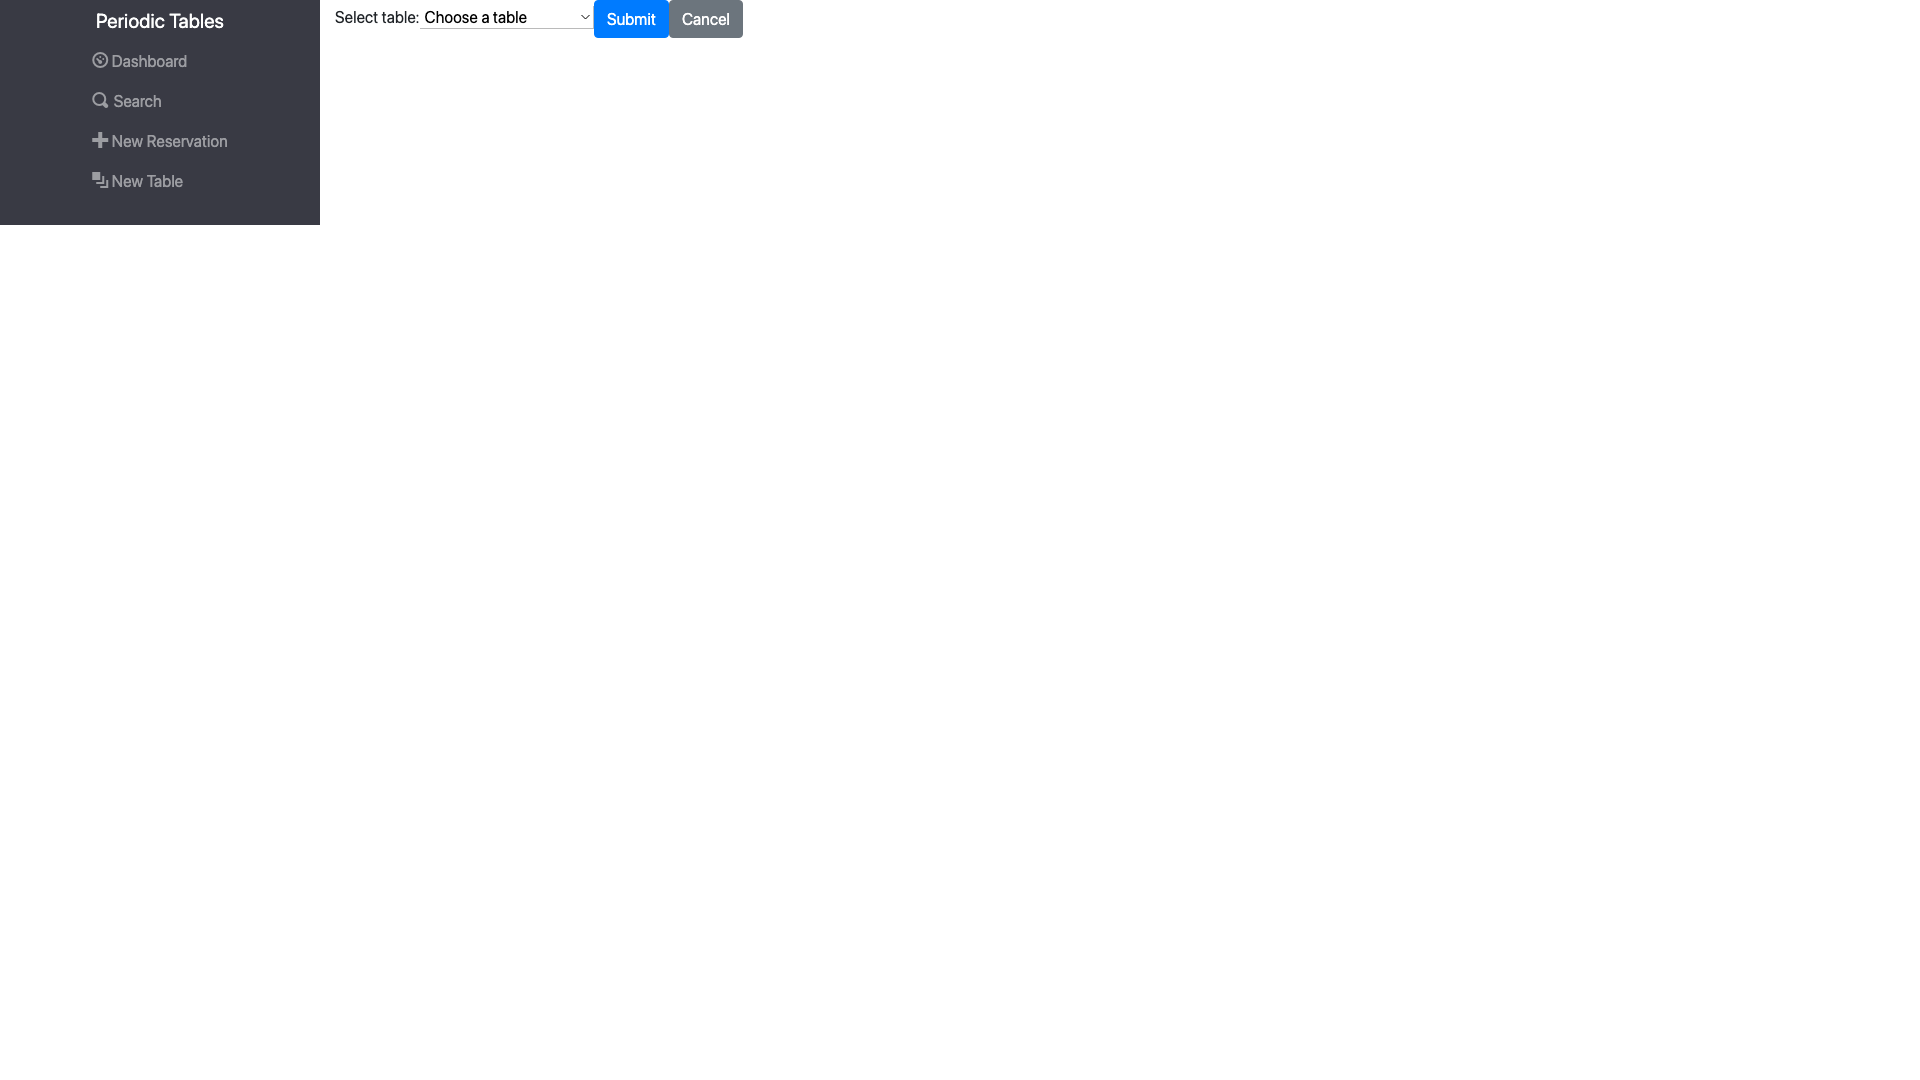 Periodic Tables
Dashboard
Search
New Reservation
New Table
Select table: Choose a table Submit Cancel